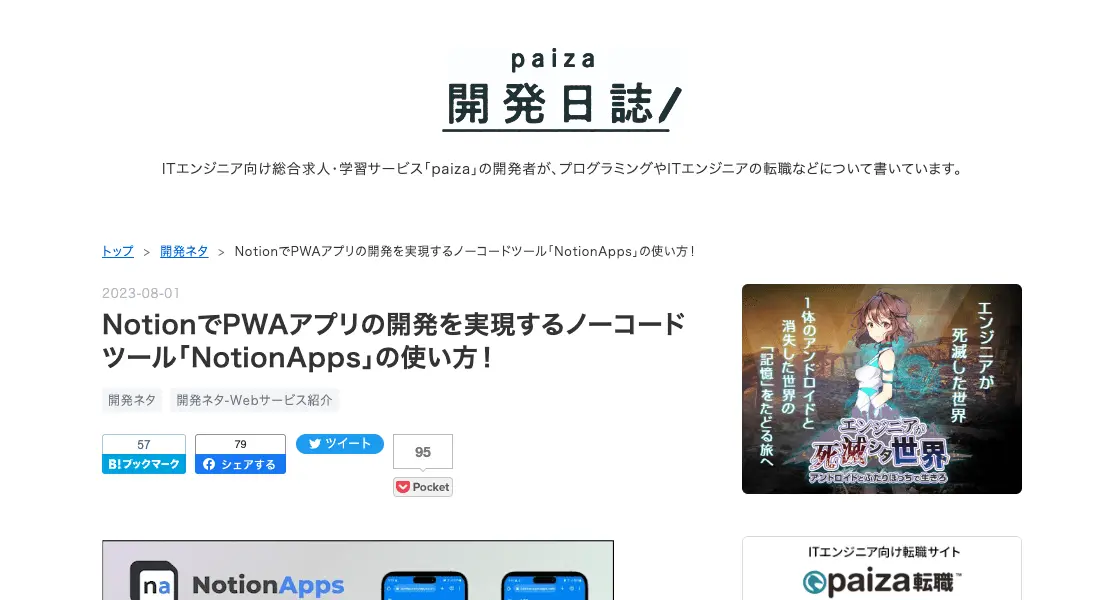 paiza
開発日誌
ITエンジニア向け総合求人・学習サービス「paiza」の開発者が、プログラミングやITエンジニアの転職などについて書いています。
トップ > 開発ネタ > NotionでPWAアプリの開発を実現するノーコードツール「NotionApps」の使い方!
2023-08-01
NotionでPWAアプリの開発を実現するノーコード
ツール「NotionApps」の使い方!
開発ネタ 開発ネタ-Webサービス紹介
57
B!ブックマーク
79
シェアする
ツイート
95
Pocket
na NotionApps
エンジニアが
死滅した世界
1体のアンドロイドと
消失した世界の
「記憶」をたどる旅へ
エンジニアが
死滅シタ世界
アンドロイドとふたりぼっちで生きろ
ITエンジニア向け転職サイト
paiza転職™